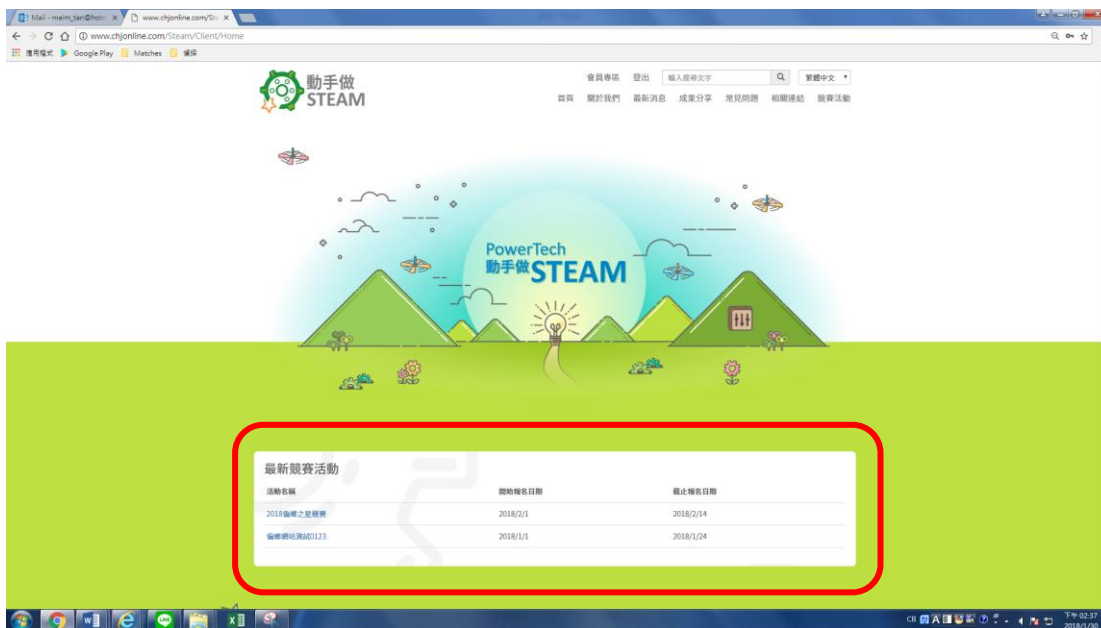 Mail - meim_tan@hotm
www.chjonline.com/Ste
www.chjonline.com/Steam/Client/Home
應用程式 Google Play Matches 偏採
動手做
STEAM
會員專區 登出 輸入搜尋文字 繁體中文
首頁 關於我們 最新消息 成果分享 常見問題 相關連結 競賽活動
PowerTech
動手做STEAM
最新競賽活動
活動名稱 開始報名日期 截止報名日期
2018偏鄉之星競賽 2018/2/1 2018/2/14
偏鄉網站測試0123 2018/1/1 2018/1/24
CH
下午 02:37
2018/1/30